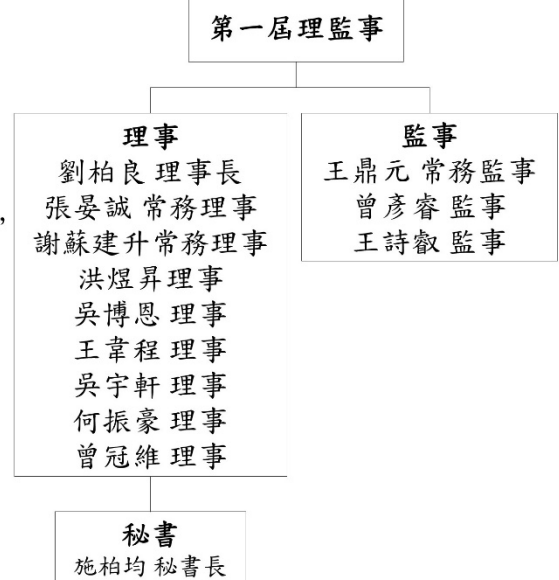 第一屆理監事
理事
劉柏良 理事長
張晏誠 常務理事
謝蘇建升常務理事
洪煜昇理事
吳博恩 理事
王韋程 理事
吳宇軒 理事
何振豪 理事
曾冠維 理事
監事
王鼎元 常務監事
曾彥睿 監事
王詩叡 監事
秘書
施柏均 秘書長